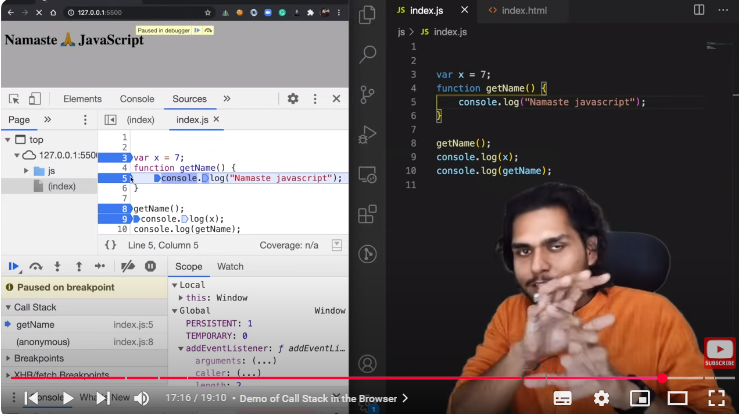 127.0.0.1:5500
Paused in debugger
Namaste 🙏 JavaScript
Elements Console Sources »
Page » (index) index.js ×
top
127.0.0.1:5500
js
(index)
1
2
3 var x = 7;
4 function getName() {
5 console.log("Namaste javascript");
6 }
7
8 getName();
9 console.log(x);
10 console.log(getName);
{} Line 5, Column 5 Coverage: n/a
Paused on breakpoint
Call Stack
getName index.js:5
(anonymous) index.js:8
Breakpoints
XHR/fetch Breakpoints
Scope Watch
Local
this: Window
Global Window
PERSISTENT: 1
TEMPORARY: 0
addEventListener: ƒ addEventLi…
arguments: (...)
caller: (...)
length: 2
Console
JS index.js × <> index.html ...
js > JS index.js
1
2
3 var x = 7;
4 function getName() {
5 console.log("Namaste javascript");
6 }
7
8 getName();
9 console.log(x);
10 console.log(getName);
11
SUBSCRIBE
17:16 / 19:10 • Demo of Call Stack in the Browser >